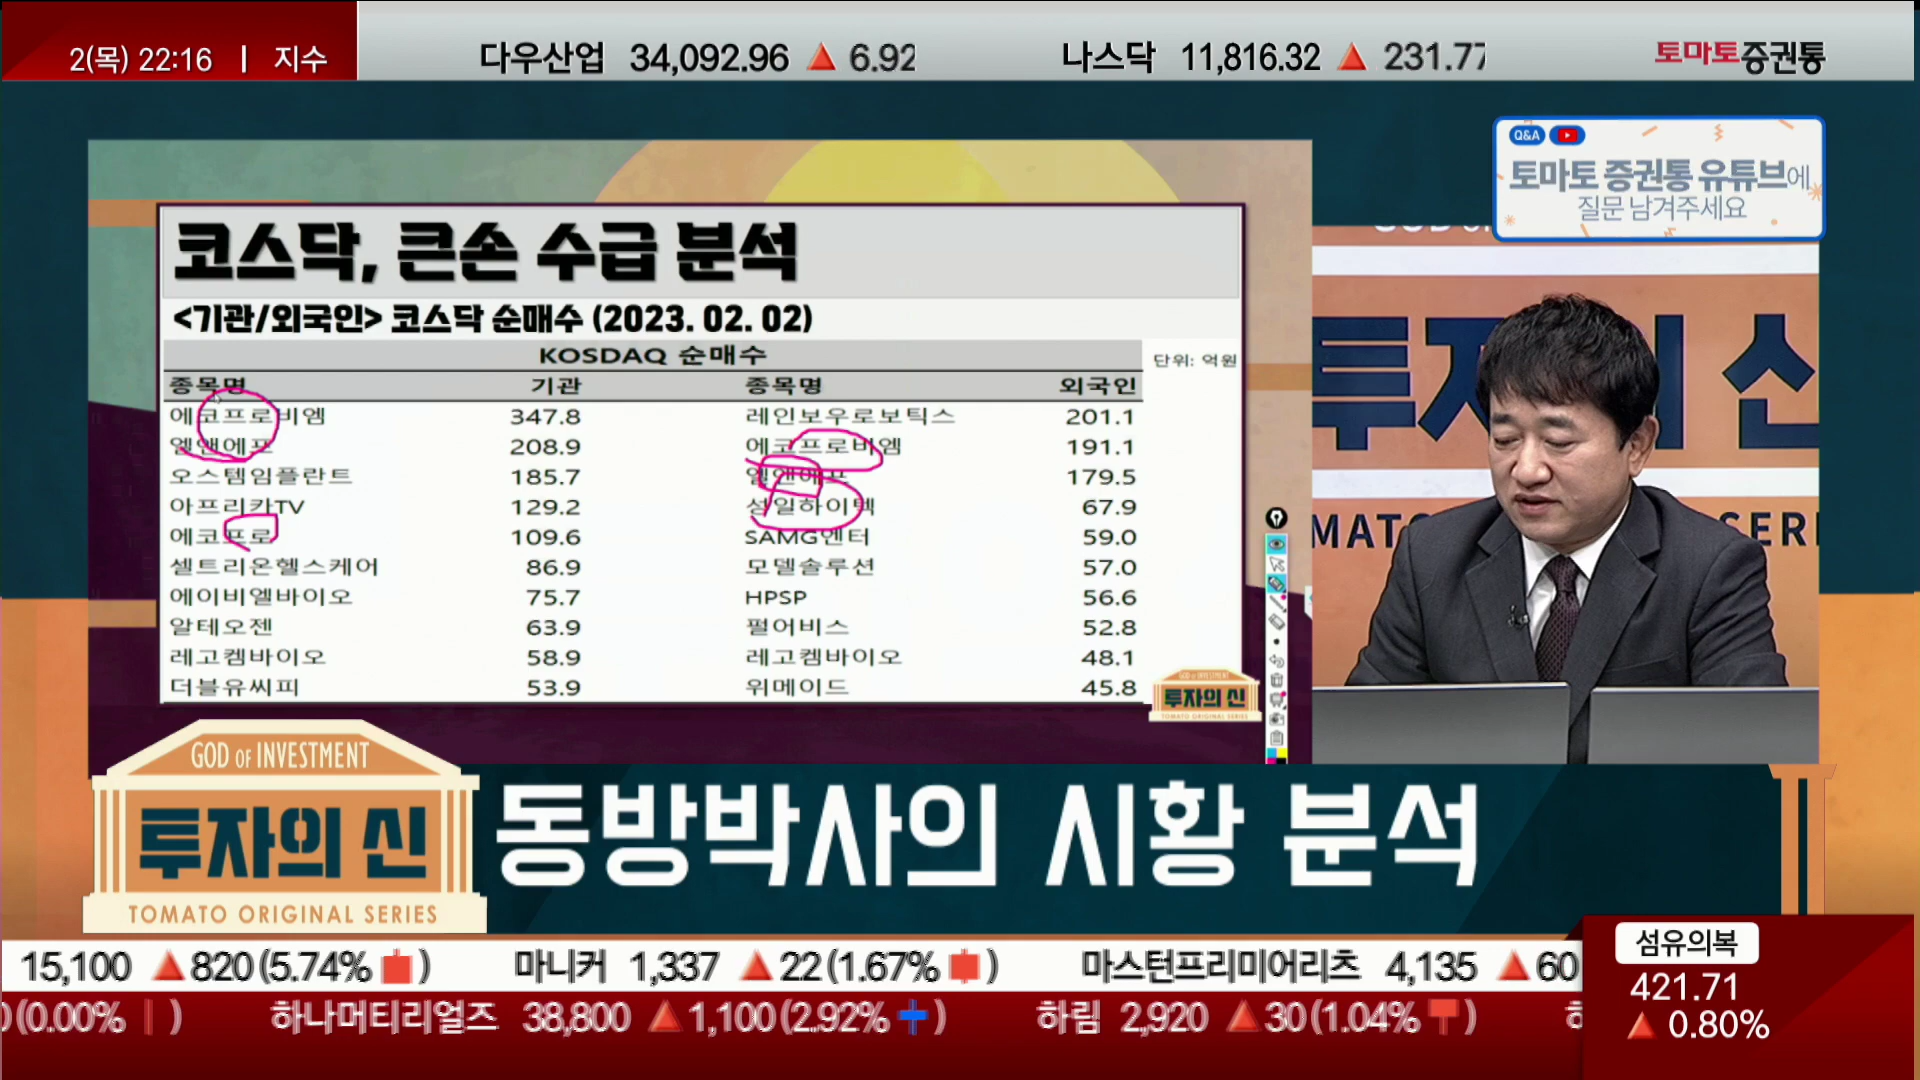 2(목) 22:16 | 지수
다우산업 34,092.96 ▲ 6.92
나스닥 11,816.32 ▲ 231.77
토마토증권통
Q&A
토마토 증권통 유튜브에
질문 남겨주세요
코스닥, 큰손 수급 분석
<기관/외국인> 코스닥 순매수 (2023. 02. 02)
KOSDAQ 순매수
단위: 억원
종목명 기관 종목명 외국인
에코프로비엠 347.8 레인보우로보틱스 201.1
엘앤에프 208.9 에코프로비엠 191.1
오스템임플란트 185.7 엘앤에프 179.5
아프리카TV 129.2 성일하이텍 67.9
에코프로 109.6 SAMG엔터 59.0
셀트리온헬스케어 86.9 모델솔루션 57.0
에이비엘바이오 75.7 HPSP 56.6
알테오젠 63.9 펄어비스 52.8
레고켐바이오 58.9 레고켐바이오 48.1
더블유씨피 53.9 위메이드 45.8
GOD OF INVESTMENT
투자의 신
TOMATO ORIGINAL SERIES
투자의 신
GOD OF INVESTMENT
투자의 신
TOMATO ORIGINAL SERIES
동방박사의 시황 분석
15,100 ▲820(5.74% ) 마니커 1,337 ▲22(1.67% ) 마스턴프리미어리츠 4,135 ▲60
0(0.00% ) 하나머티리얼즈 38,800 ▲1,100(2.92% ) 하림 2,920 ▲30(1.04% )
섬유의복
421.71
▲ 0.80%